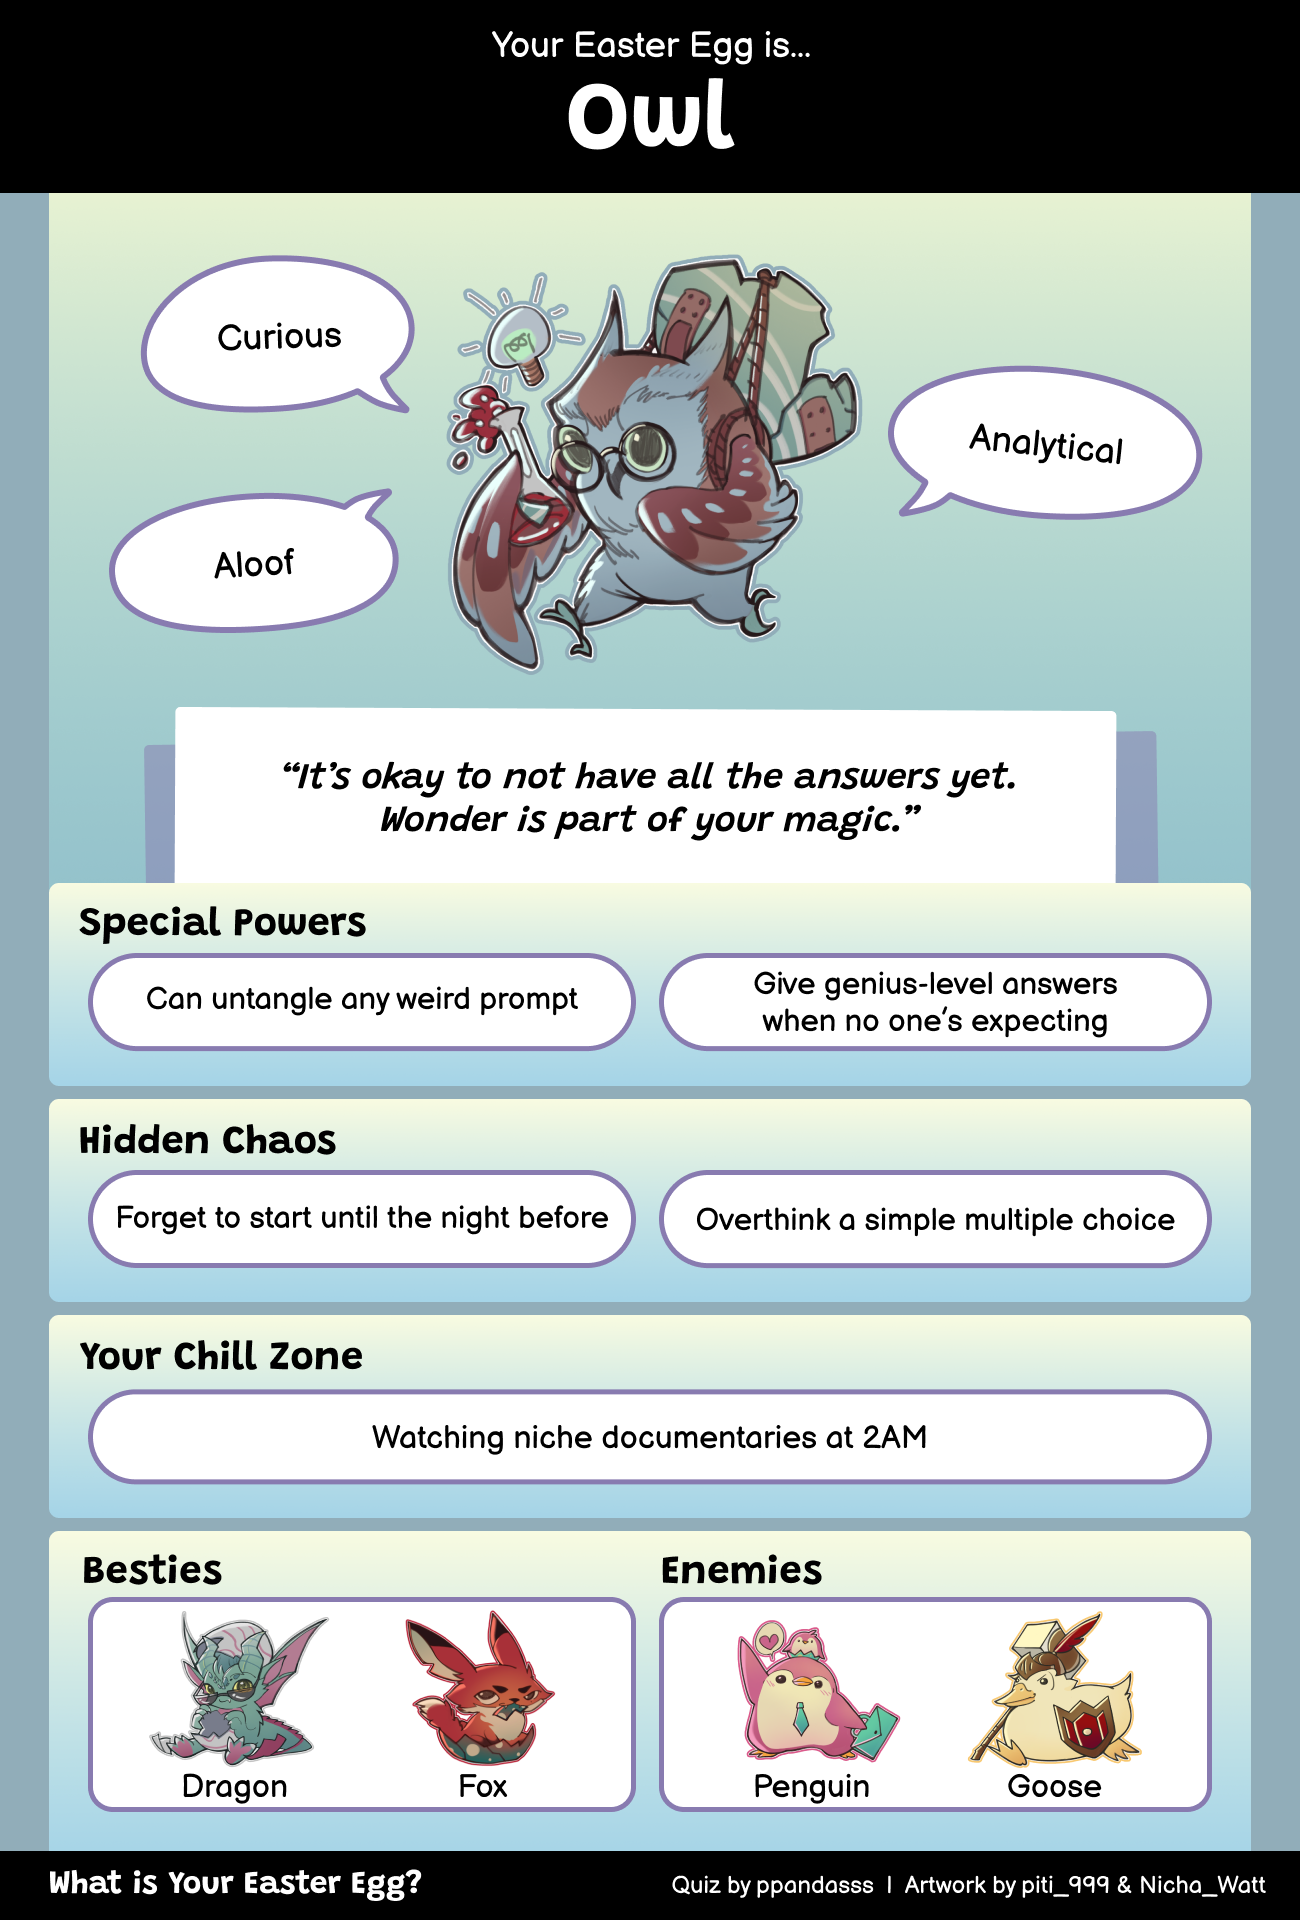 Your Easter Egg is...
Owl
Curious
Analytical
Aloof
“It’s okay to not have all the answers yet.
Wonder is part of your magic.”
Special Powers
Can untangle any weird prompt
Give genius-level answers
when no one’s expecting
Hidden Chaos
Forget to start until the night before
Overthink a simple multiple choice
Your Chill Zone
Watching niche documentaries at 2AM
Besties
Dragon
Fox
Enemies
Penguin
Goose
What is Your Easter Egg?
Quiz by ppandasss | Artwork by piti_999 & Nicha_Watt